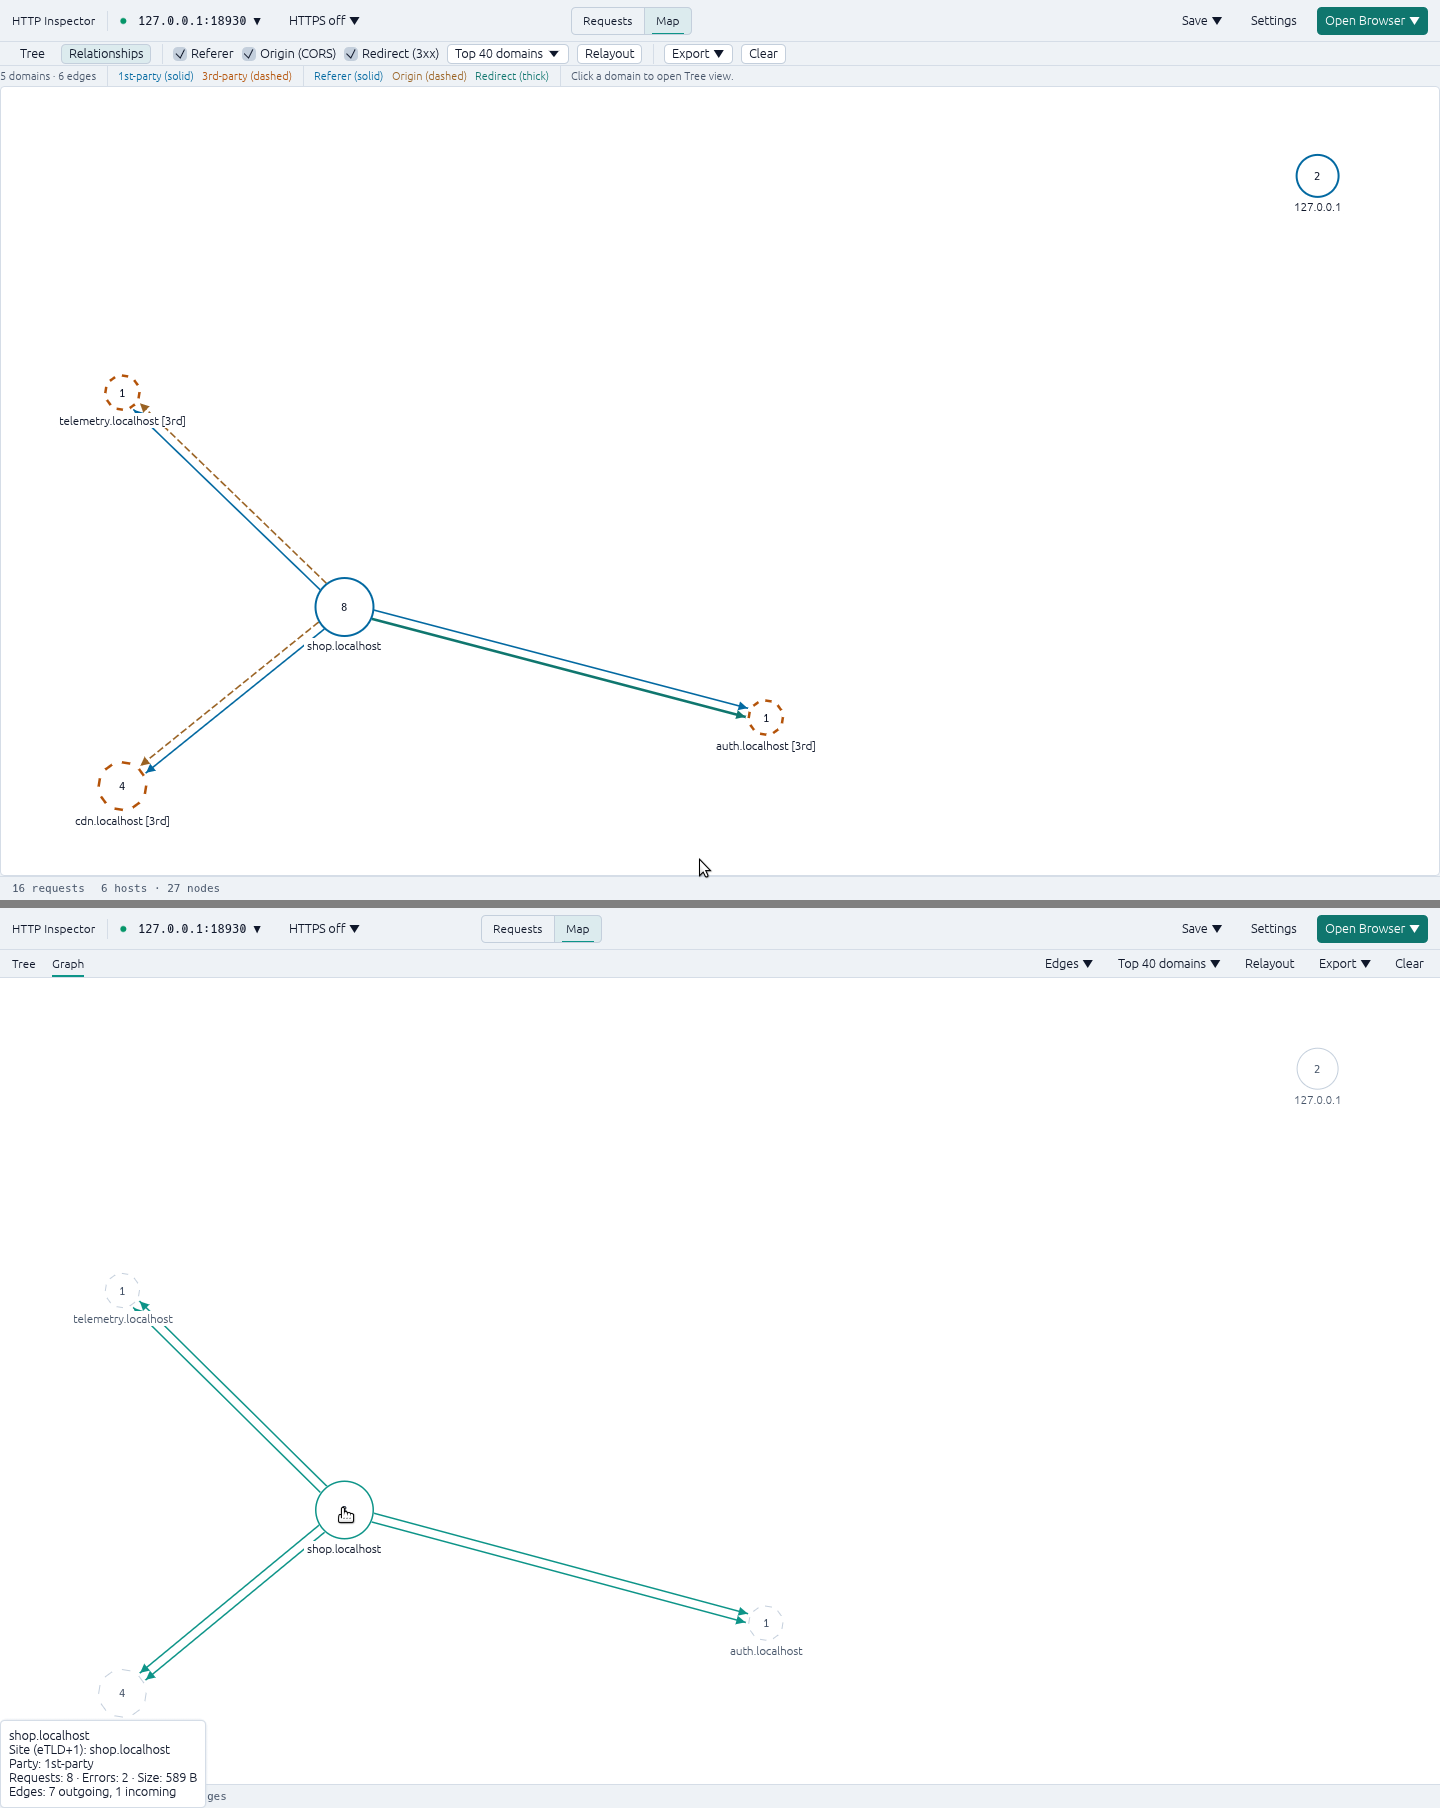 HTTP Inspector 127.0.0.1:18930 ▼ HTTPS off ▼ Requests Map Save ▼ Settings Open Browser ▼
Tree Relationships Referer Origin (CORS) Redirect (3xx) Top 40 domains ▼ Relayout Export ▼ Clear
5 domains · 6 edges 1st-party (solid) 3rd-party (dashed) Referer (solid) Origin (dashed) Redirect (thick) Click a domain to open Tree view.
2
127.0.0.1
1
telemetry.localhost [3rd]
8
shop.localhost
1
auth.localhost [3rd]
4
cdn.localhost [3rd]
16 requests 6 hosts · 27 nodes
HTTP Inspector 127.0.0.1:18930 ▼ HTTPS off ▼ Requests Map Save ▼ Settings Open Browser ▼
Tree Graph Edges ▼ Top 40 domains ▼ Relayout Export ▼ Clear
2
127.0.0.1
1
telemetry.localhost
shop.localhost
1
auth.localhost
4
shop.localhost
Site (eTLD+1): shop.localhost
Party: 1st-party
Requests: 8 · Errors: 2 · Size: 589 B
Edges: 7 outgoing, 1 incoming